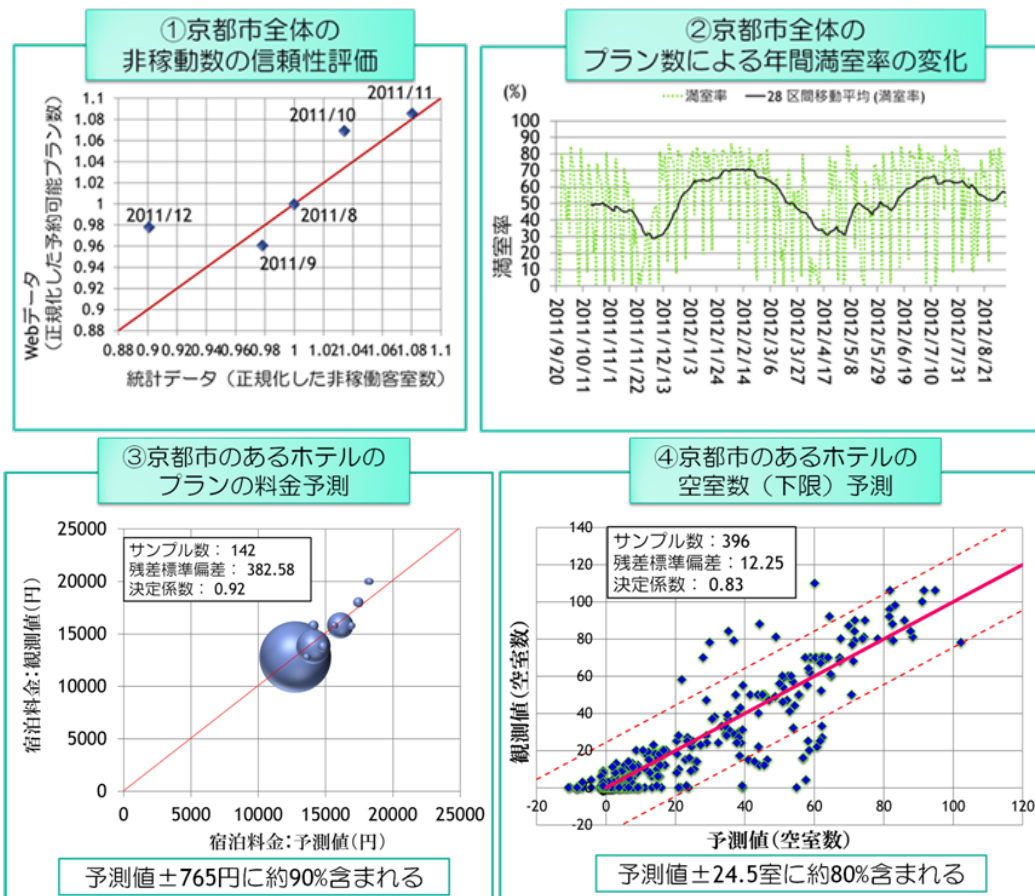 ①京都市全体の
非稼動数の信頼性評価
Webデータ
(正規化した予約可能プラン数)
1.1
1.08
1.06
1.04
1.02
1
0.98
0.96
0.94
0.92
0.9
0.88
2011/11
2011/10
2011/12
2011/8
2011/9
0.88 0.9 0.92 0.94 0.96 0.98 1 1.02 1.04 1.06 1.08 1.1
統計データ(正規化した非稼働客室数)
②京都市全体の
プラン数による年間満室率の変化
(%)
満室率 28 区間移動平均 (満室率)
満室率
100
90
80
70
60
50
40
30
20
10
0
2011/9/20
2011/10/11
2011/11/1
2011/11/22
2011/12/13
2012/1/3
2012/1/24
2012/2/14
2012/3/6
2012/3/27
2012/4/17
2012/5/8
2012/5/29
2012/6/19
2012/7/10
2012/7/31
2012/8/21
③京都市のあるホテルの
プランの料金予測
宿泊料金:観測値(円)
25000
20000
15000
10000
5000
0
サンプル数: 142
残差標準偏差: 382.58
決定係数: 0.92
0 5000 10000 15000 20000 25000
宿泊料金:予測値(円)
予測値±765円に約90%含まれる
④京都市のあるホテルの
空室数(下限)予測
観測値(空室数)
140
120
100
80
60
40
20
-20
サンプル数:396
残差標準偏差:12.25
決定係数:0.83
-20 0 20 40 60 80 100 120
予測値(空室数)
予測値±24.5室に約80%含まれる